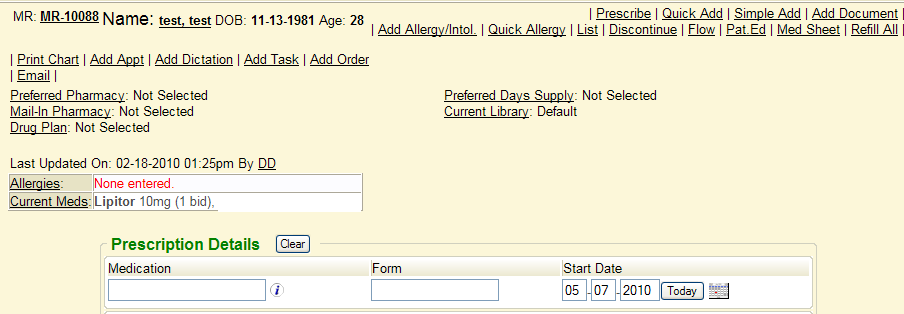 MR: MR-10088 Name: test, test DOB: 11-13-1981 Age: 28
| Prescribe | Quick Add | Simple Add | Add Document |
| Add Allergy/Intol. | Quick Allergy | List | Discontinue | Flow | Pat.Ed | Med Sheet | Refill All |
| Print Chart | Add Appt | Add Dictation | Add Task | Add Order
| Email |
Preferred Pharmacy: Not Selected
Preferred Days Supply: Not Selected
Mail-In Pharmacy: Not Selected
Current Library: Default
Drug Plan: Not Selected
Last Updated On: 02-18-2010 01:25pm By DD
Allergies: None entered.
Current Meds: Lipitor 10mg (1 bid),
Prescription Details Clear
Medication Form Start Date
i 05 - 07 - 2010 Today